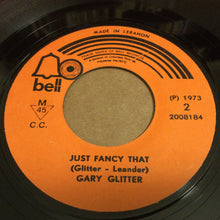 MADE IN LEBANON
bell
M
45
C.C.
(P) 1973
2
2008184
JUST FANCY THAT
(Glitter - Leander)
GARY GLITTER